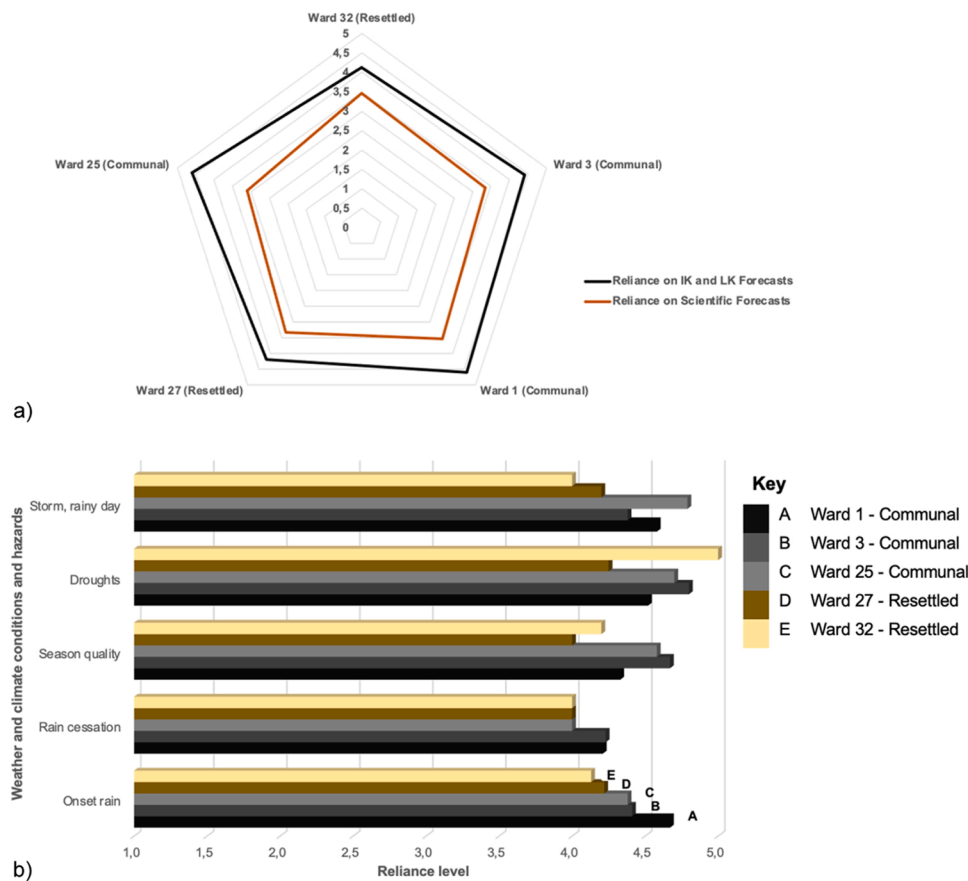 Ward 32 (Resettled)
5
4,5
4
3,5
3
2,5
2
1,5
1
0,5
0
Ward 25 (Communal)
Ward 3 (Communal)
Reliance on IK and LK Forecasts
Reliance on Scientific Forecasts
Ward 27 (Resettled)
Ward 1 (Communal)
a)
Weather and climate conditions and hazards
Storm, rainy day
Droughts
Season quality
Rain cessation
Onset rain
E
D
C
B
A
1,0
1,5
2,0
2,5
3,0
3,5
4,0
4,5
5,0
Reliance level
Key
A Ward 1 - Communal
B Ward 3 - Communal
C Ward 25 - Communal
D Ward 27 - Resettled
E Ward 32 - Resettled
b)